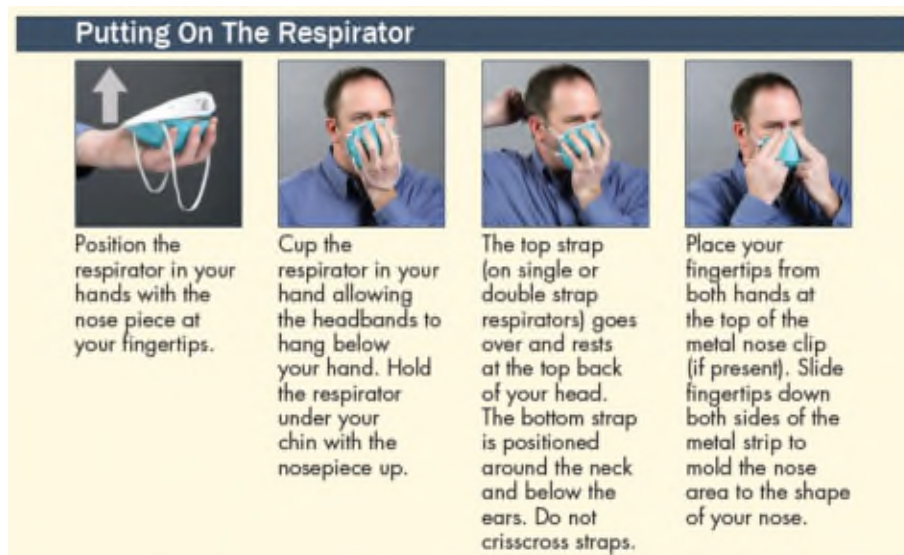 Putting On The Respirator
Position the
respirator in your
hands with the
nose piece at
your fingertips.
Cup the
respirator in your
hand allowing
the headbands to
hang below
your hand. Hold
the respirator
under your
chin with the
nosepiece up.
The top strap
(on single or
double strap
respirators) goes
over and rests
at the top back
of your head.
The bottom strap
is positioned
around the neck
and below the
ears. Do not
crisscross straps.
Place your
fingertips from
both hands at
the top of the
metal nose clip
(if present). Slide
fingertips down
both sides of the
metal strip to
mold the nose
area to the shape
of your nose.